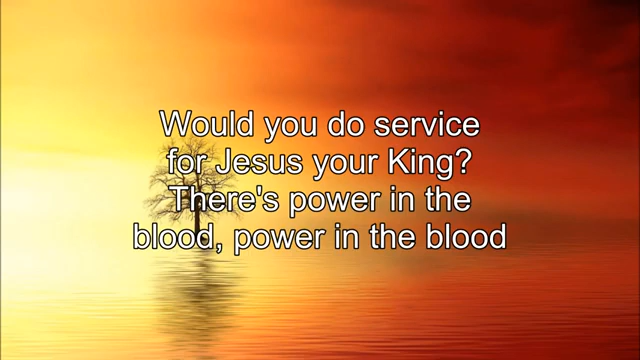 Would you do service
for Jesus your King?
There's power in the
blood, power in the blood